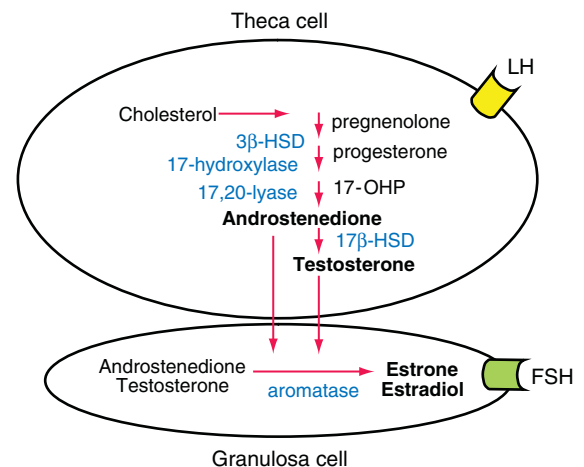 Theca cell
LH
Cholesterol
pregnenolone
3β-HSD
progesterone
17-hydroxylase
17,20-lyase
17-OHP
Androstenedione
17β-HSD
Testosterone
Androstenedione
Testosterone
aromatase
Estrone
Estradiol
FSH
Granulosa cell